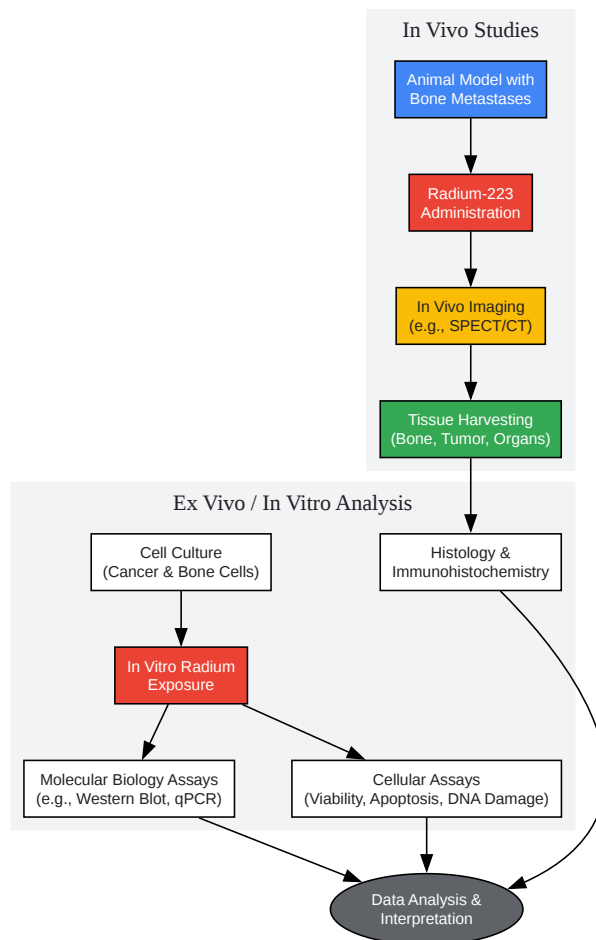 In Vivo Studies
Animal Model with
Bone Metastases
Radium-223
Administration
In Vivo Imaging
(e.g., SPECT/CT)
Tissue Harvesting
(Bone, Tumor, Organs)
Ex Vivo / In Vitro Analysis
Cell Culture
(Cancer & Bone Cells)
Histology &
Immunohistochemistry
In Vitro Radium
Exposure
Molecular Biology Assays
(e.g., Western Blot, qPCR)
Cellular Assays
(Viability, Apoptosis, DNA Damage)
Data Analysis &
Interpretation